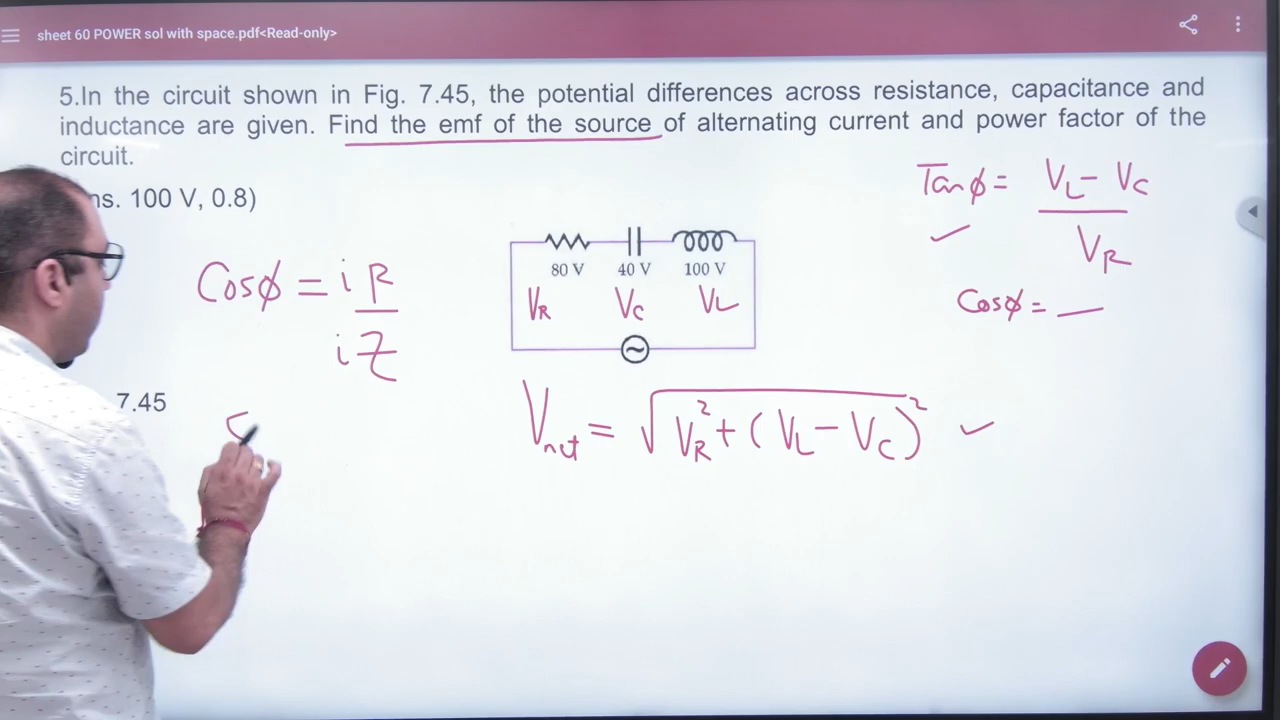 sheet 60 POWER sol with space.pdf<Read-only>
5.In the circuit shown in Fig. 7.45, the potential differences across resistance, capacitance and
inductance are given. Find the emf of the source of alternating current and power factor of the
circuit.
ns. 100 V, 0.8)
Tanϕ = VL - VC
VR
Cosϕ = iR
iZ
80 V 40 V 100 V
VR VC VL
Cosϕ =
7.45
Vnet = √VR² + (VL - VC)²